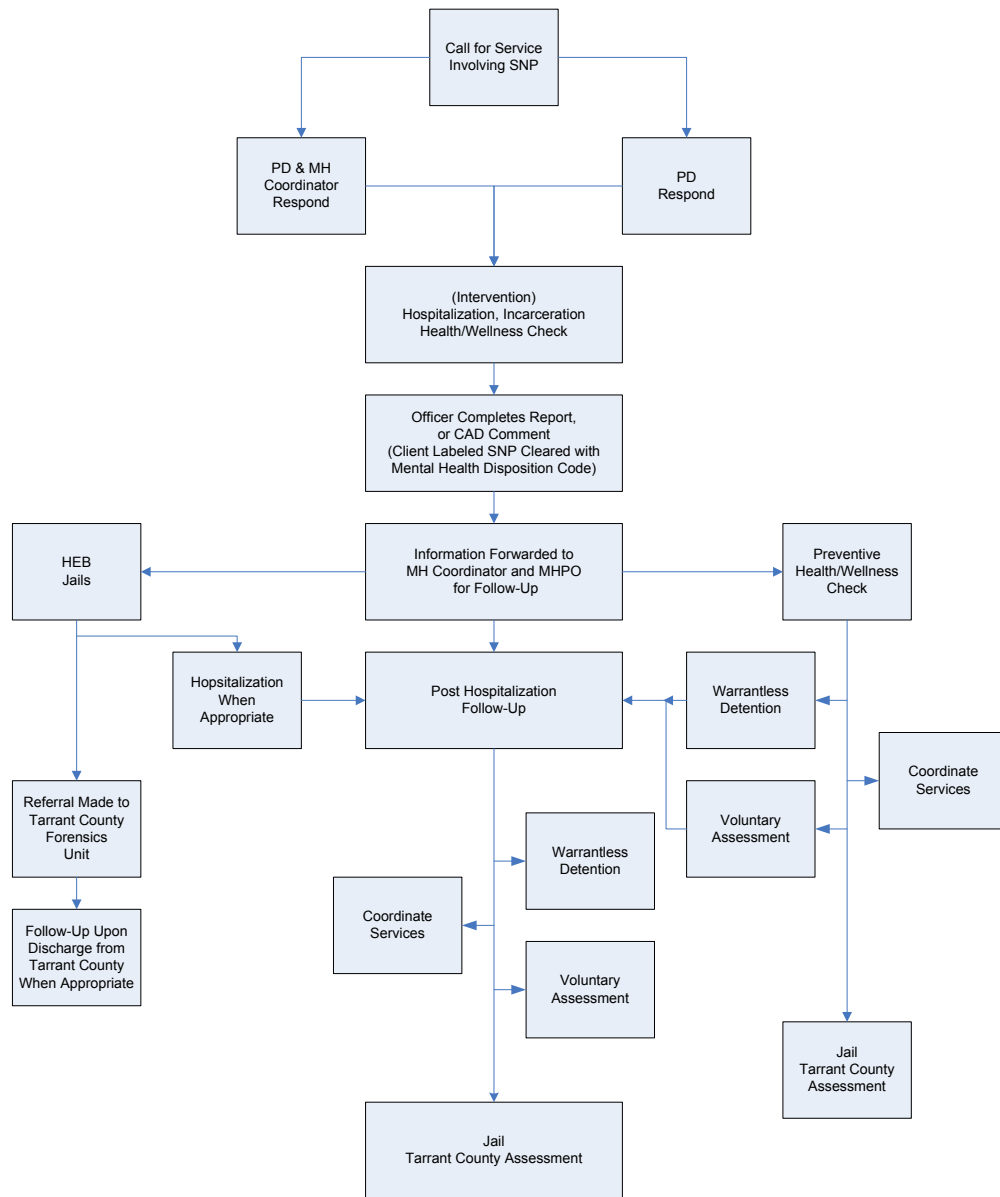 Call for Service
Involving SNP
PD & MH
Coordinator
Respond
PD
Respond
(Intervention)
Hospitalization, Incarceration
Health/Wellness Check
Officer Completes Report,
or CAD Comment
(Client Labeled SNP Cleared with
Mental Health Disposition Code)
HEB
Jails
Information Forwarded to
MH Coordinator and MHPO
for Follow-Up
Preventive
Health/Wellness
Check
Hopsitalization
When
Appropriate
Post Hospitalization
Follow-Up
Warrantless
Detention
Coordinate
Services
Referral Made to
Tarrant County
Forensics
Unit
Voluntary
Assessment
Warrantless
Detention
Coordinate
Services
Follow-Up Upon
Discharge from
Tarrant County
When Appropriate
Voluntary
Assessment
Jail
Tarrant County
Assessment
Jail
Tarrant County Assessment